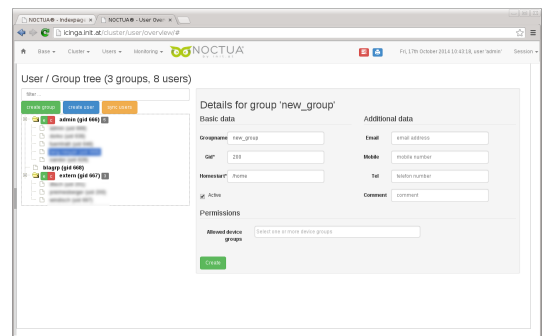 NOCTUA® - Indexpage × NOCTUA® - User Over ×
icinga.init.at/cluster/user/overview/#
Base Cluster Users Monitoring NOCTUA Fri, 17th October 2014 10:43:18, user 'admin' Session
by init.at
User / Group tree (3 groups, 8 users)
filter ...
create group create user sync users
e c admin (gid 666)
blagrp (gid 668)
e c extern (gid 667)
Details for group 'new_group'
Basic data Additional data
Groupname new_group Email email address
Gid* 200 Mobile mobile number
Homestart* /home Tel telefon number
Active Comment comment
Permissions
Allowed device groups Select one or more device groups
Create